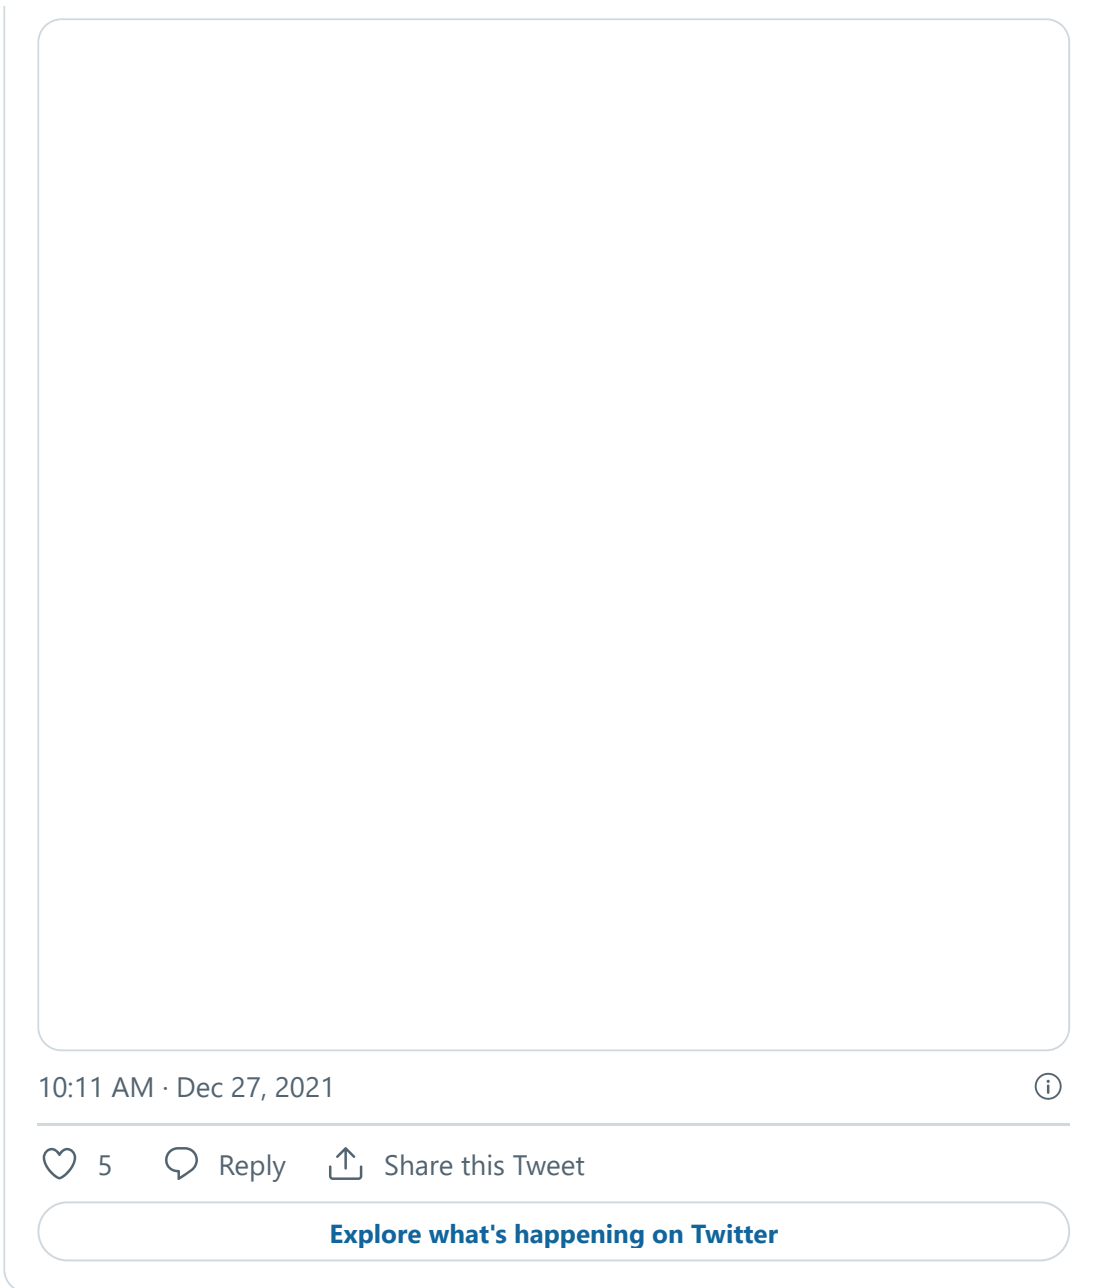 10:11 AM · Dec 27, 2021
5 Reply Share this Tweet
Explore what's happening on Twitter